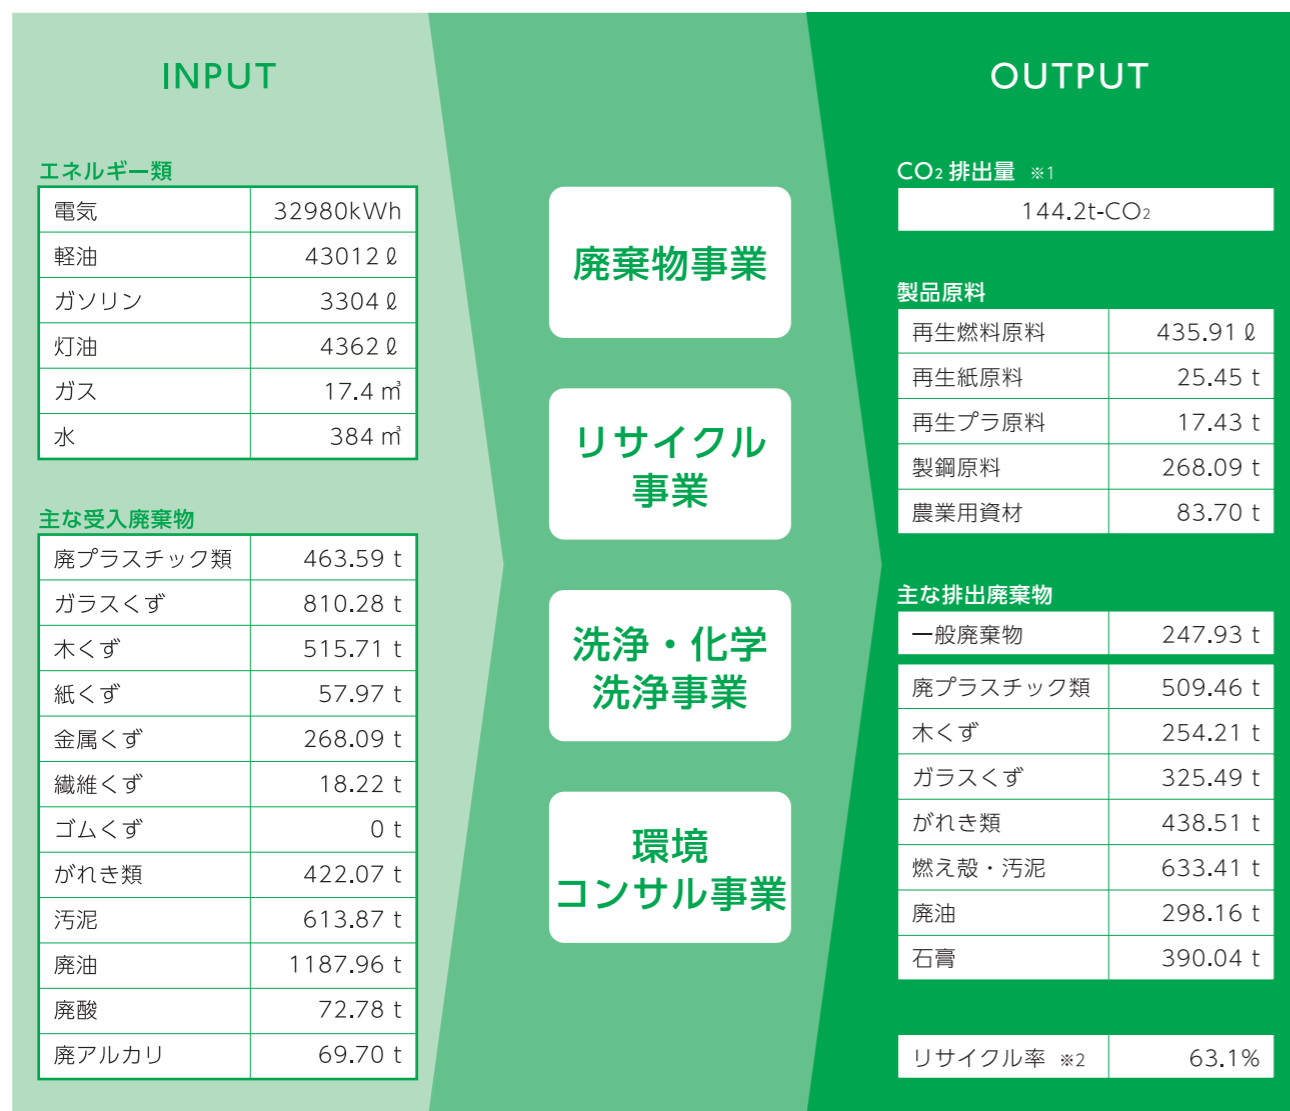 INPUT
エネルギー類
電気 32980kWh
軽油 43012ℓ
ガソリン 3304ℓ
灯油 4362ℓ
ガス 17.4㎥
水 384㎥
主な受入廃棄物
廃プラスチック類 463.59 t
ガラスくず 810.28 t
木くず 515.71 t
紙くず 57.97 t
金属くず 268.09 t
繊維くず 18.22 t
ゴムくず 0 t
がれき類 422.07 t
汚泥 613.87 t
廃油 1187.96 t
廃酸 72.78 t
廃アルカリ 69.70 t
廃棄物事業
リサイクル
事業
洗浄・化学
洗浄事業
環境
コンサル事業
OUTPUT
CO₂排出量 ※1
144.2t-CO₂
製品原料
再生燃料原料 435.91ℓ
再生紙原料 25.45 t
再生プラ原料 17.43 t
製鋼原料 268.09 t
農業用資材 83.70 t
主な排出廃棄物
一般廃棄物 247.93 t
廃プラスチック類 509.46 t
木くず 254.21 t
ガラスくず 325.49 t
がれき類 438.51 t
燃え殻・汚泥 633.41 t
廃油 298.16 t
石膏 390.04 t
リサイクル率 ※2 63.1%